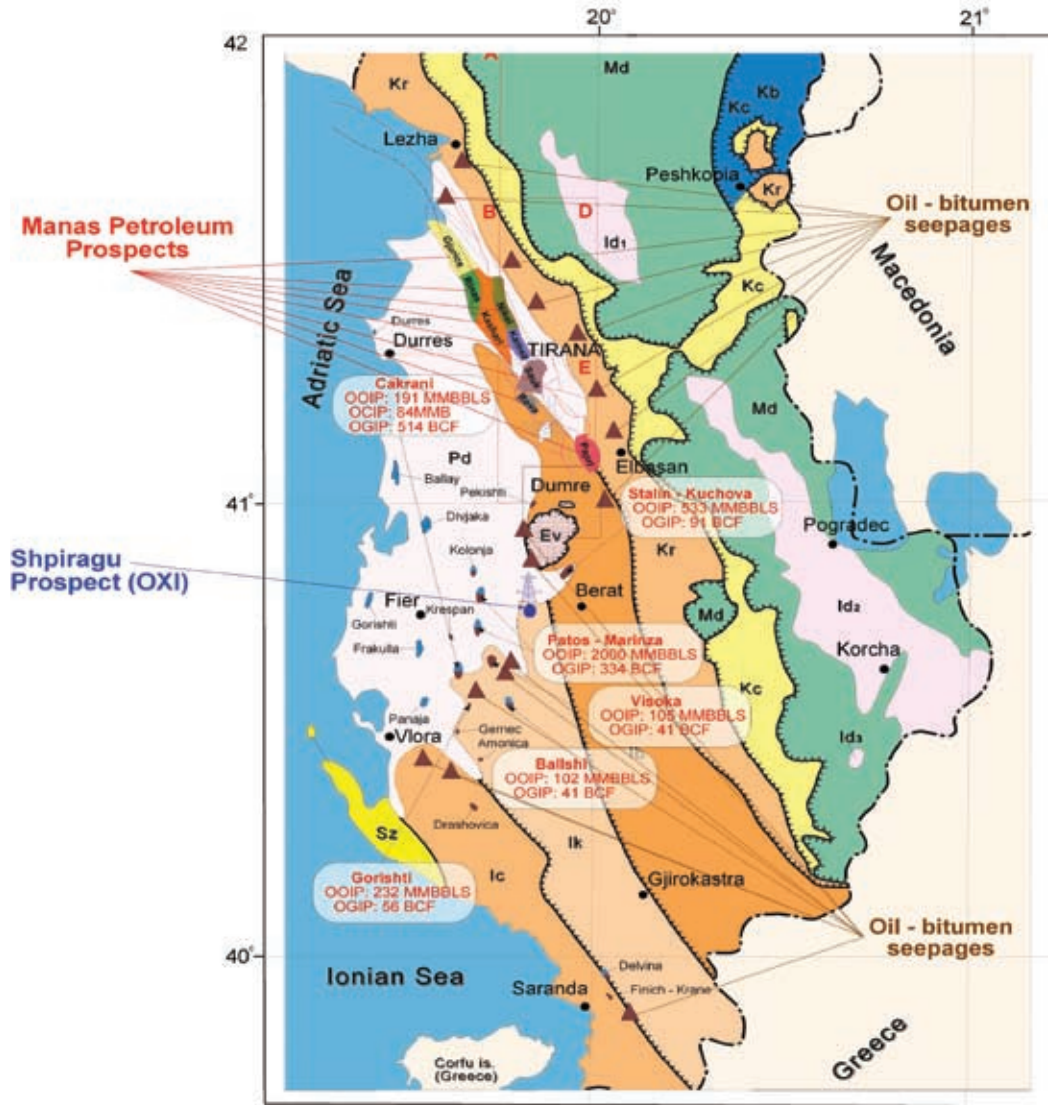 20°
21°
42
A
Md
Kb
Kc
Kr
Lezha
Peshkopia
Kr
Manas Petroleum
Prospects
Oil - bitumen
seepages
B
D
Id₁
Macedonia
Kc
Adriatic Sea
Durres
Durres
TIRANA
E
Cakrani
OOIP: 191 MMBBLS
OCIP: 84MMB
OGIP: 514 BCF
Md
Pd
Ballay
Pekishti
Elbasan
Dumre
Stalin - Kuchova
OOIP: 533 MMBBLS
OGIP: 91 BCF
41°
Divjaka
Ev
Kr
Pogradec
Kolonja
Shpiragu
Prospect (OXI)
Berat
Fier
Krespan
Md
Id₂
Gorishti
Frakulla
Patos - Marinza
OOIP: 2000 MMBBLS
OGIP: 334 BCF
Korcha
Kc
Visoka
OOIP: 105 MMBBLS
OGIP: 41 BCF
Panaja
Vlora
Gernec
Amonica
Id₃
Ballshi
OOIP: 102 MMBBLS
OGIP: 41 BCF
Drashovica
Sz
Ik
Ic
Gorishti
OOIP: 232 MMBBLS
OGIP: 56 BCF
Gjirokastra
Oil - bitumen
seepages
40°
Ionian Sea
Delvina
Saranda
Finich - Krane
Greece
Corfu is.
(Greece)